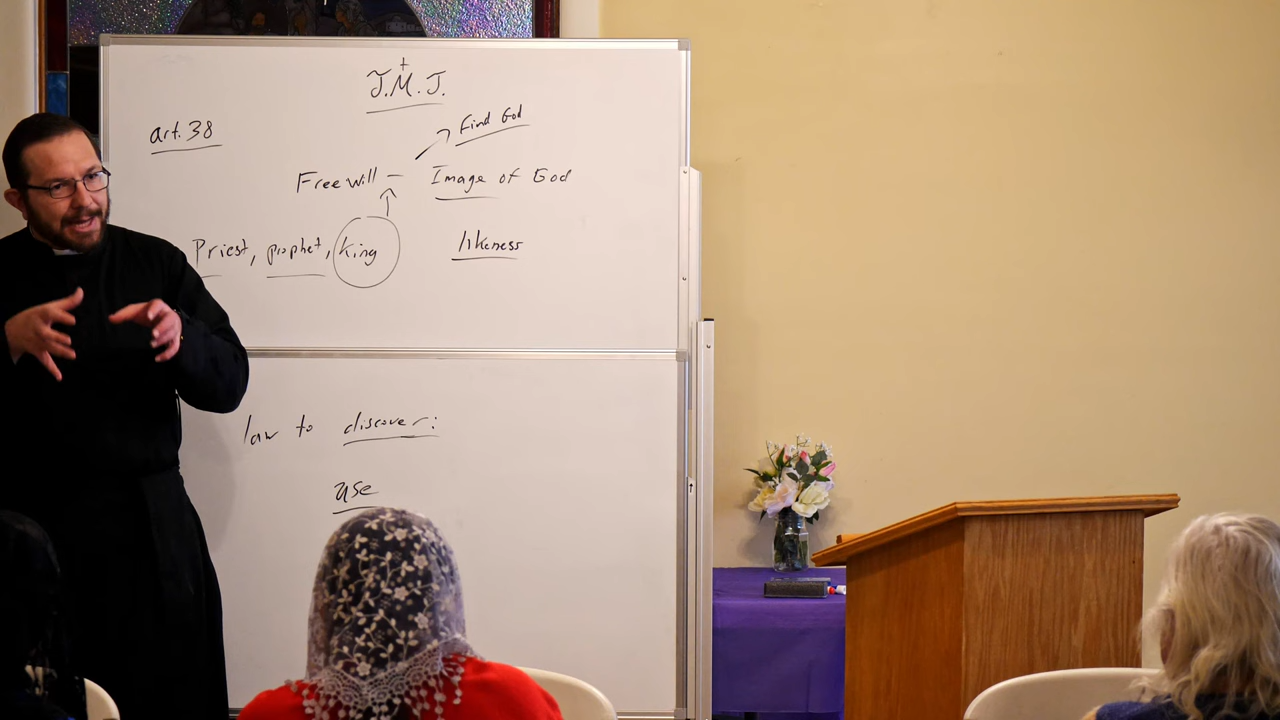 J.M.J.
art. 38
Find God
Free will — Image of God
Priest, prophet, king
likeness
law to discover:
use